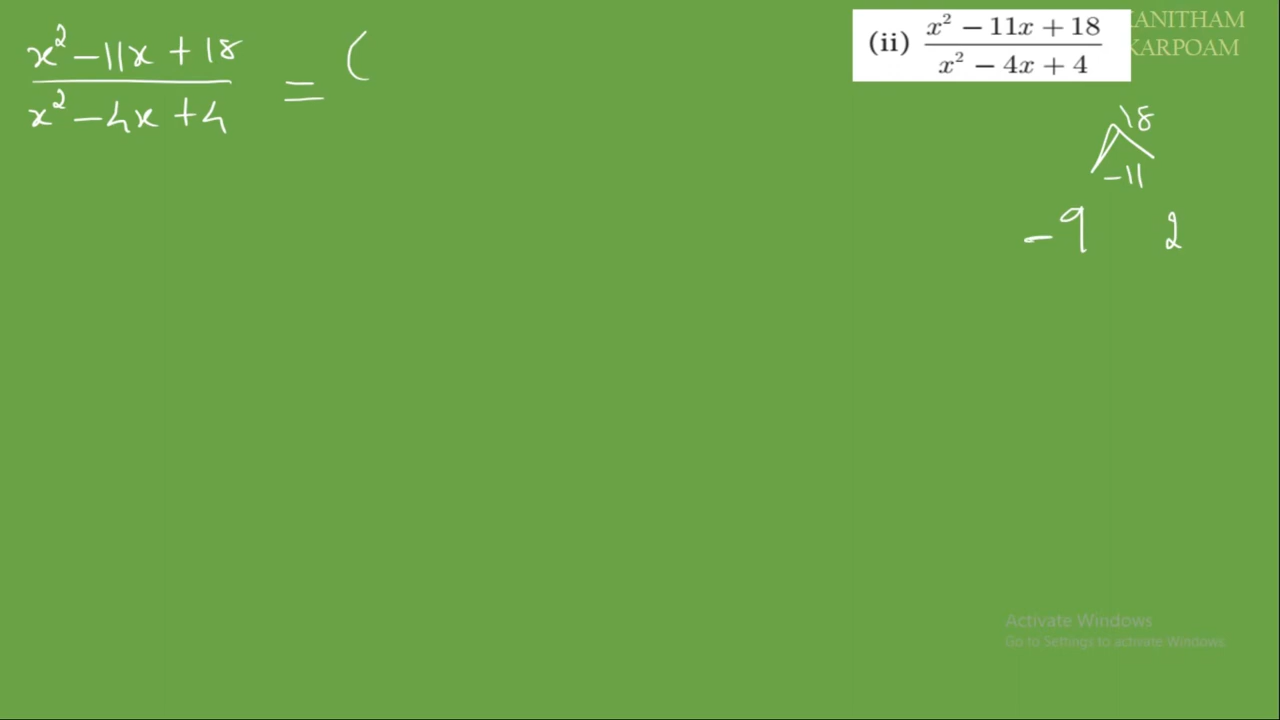 x² - 11x + 18
x² - 4x + 4
= (
(ii) x² − 11x + 18
x² − 4x + 4
KANITHAM
KARPOAM
18
-11
-9 2
Activate Windows
Go to Settings to activate Windows